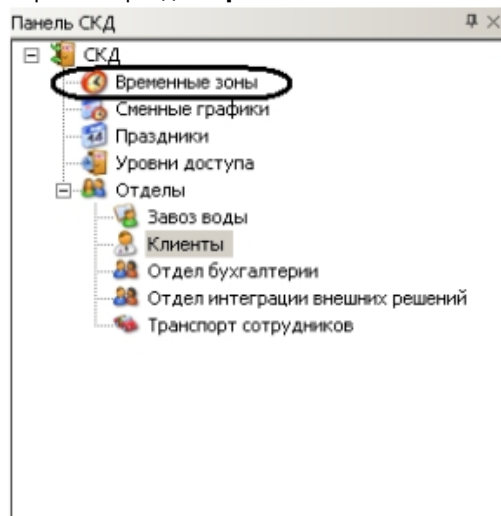 Панель СКД
СКД
Временные зоны
Сменные графики
Праздники
Уровни доступа
Отделы
Завоз воды
Клиенты
Отдел бухгалтерии
Отдел интеграции внешних решений
Транспорт сотрудников